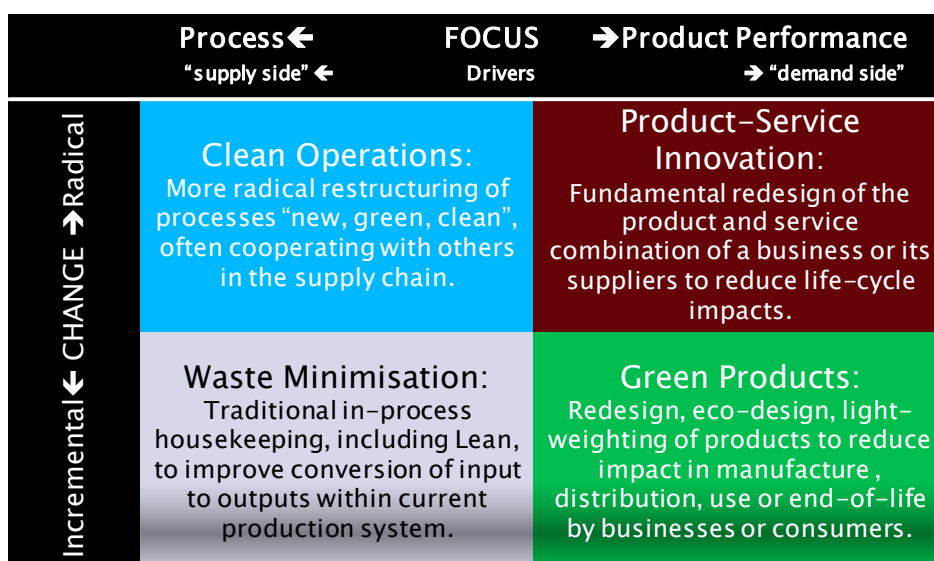 Process← FOCUS →Product Performance
“supply side” ← Drivers → “demand side”
Incremental← CHANGE →Radical
Clean Operations:
More radical restructuring of
processes “new, green, clean”,
often cooperating with others
in the supply chain.
Product-Service
Innovation:
Fundamental redesign of the
product and service
combination of a business or its
suppliers to reduce life-cycle
impacts.
Waste Minimisation:
Traditional in-process
housekeeping, including Lean,
to improve conversion of input
to outputs within current
production system.
Green Products:
Redesign, eco-design, light-
weighting of products to reduce
impact in manufacture ,
distribution, use or end-of-life
by businesses or consumers.